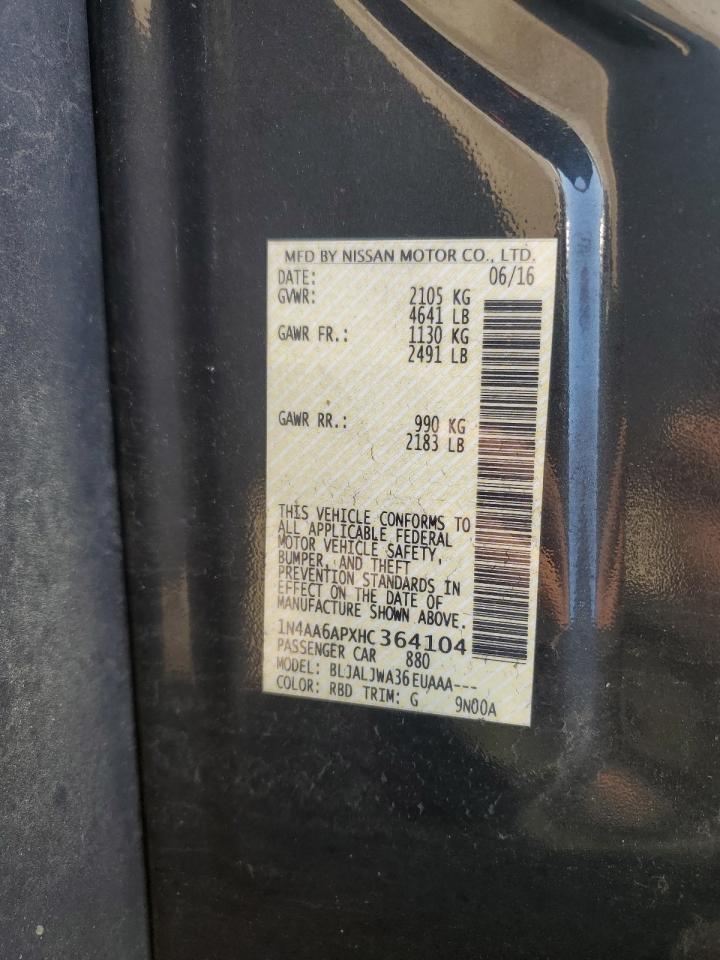 MFD BY NISSAN MOTOR CO., LTD.
DATE: 06/16
GVWR: 2105 KG
4641 LB
GAWR FR.: 1130 KG
2491 LB
GAWR RR.: 990 KG
2183 LB
THIS VEHICLE CONFORMS TO
ALL APPLICABLE FEDERAL
MOTOR VEHICLE SAFETY,
BUMPER, AND THEFT
PREVENTION STANDARDS IN
EFFECT ON THE DATE OF
MANUFACTURE SHOWN ABOVE.
1N4AA6APXHC364104
PASSENGER CAR 880
MODEL: BLJALJWA36EUAAA---
COLOR: RBD TRIM: G 9N00A